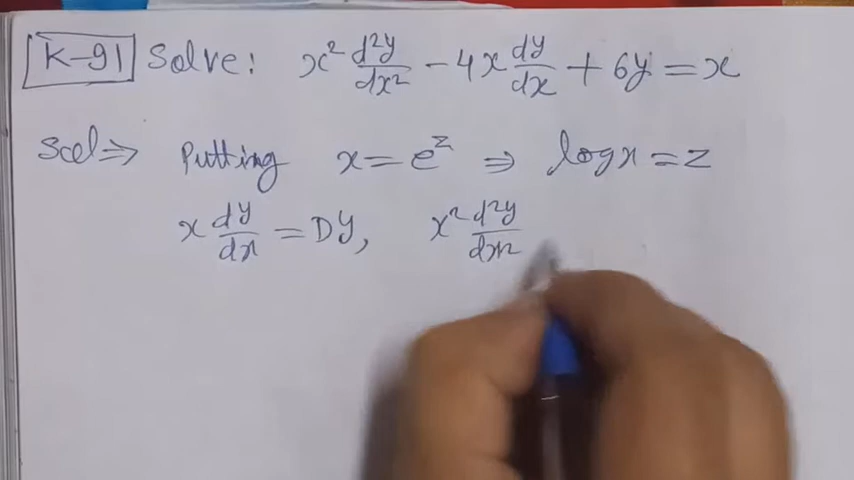 K-91 Solve: x² d²y/dx² - 4x dy/dx + 6y = x
Sol ⇒ Putting x = e^z ⇒ log x = z
x dy/dx = Dy, x² d²y/dx²